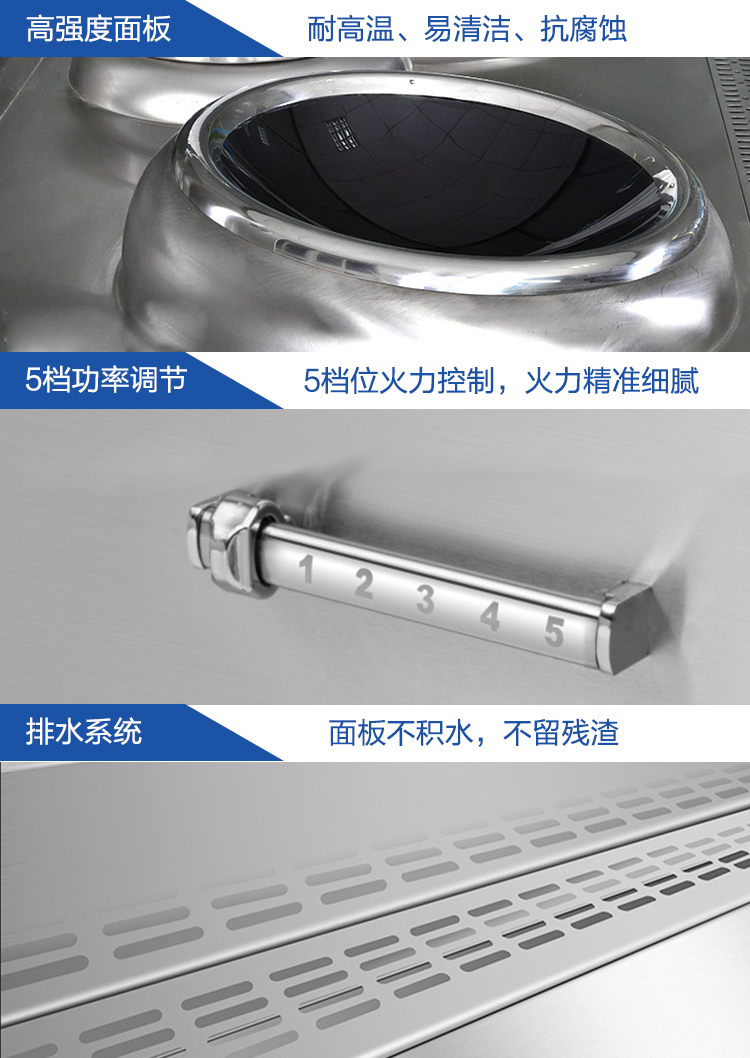 高强度面板
耐高温、易清洁、抗腐蚀
5档功率调节
5档位火力控制，火力精准细腻
1 2 3 4 5
排水系统
面板不积水，不留残渣